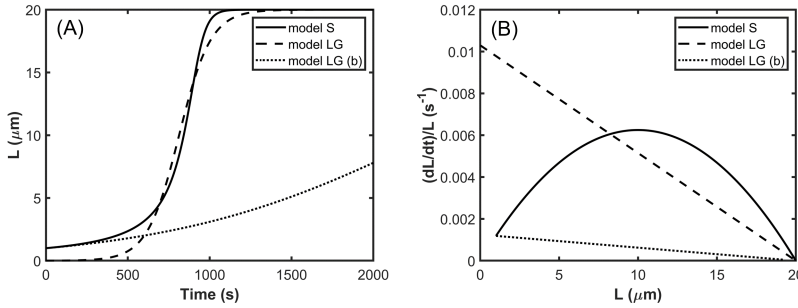 (A)
model S
model LG
model LG (b)
20
15
10
5
0
L (μm)
0 500 1000 1500 2000
Time (s)
(B)
model S
model LG
model LG (b)
0.012
0.01
0.008
0.006
0.004
0.002
0
(dL/dt)/L (s⁻¹)
0 5 10 15 20
L (μm)